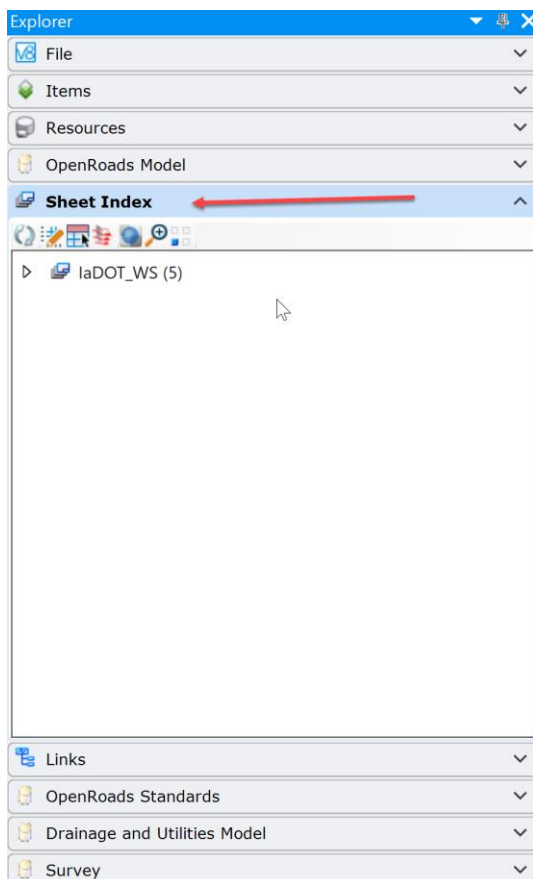 Explorer
File
Items
Resources
OpenRoads Model
Sheet Index
IaDOT_WS (5)
Links
OpenRoads Standards
Drainage and Utilities Model
Survey